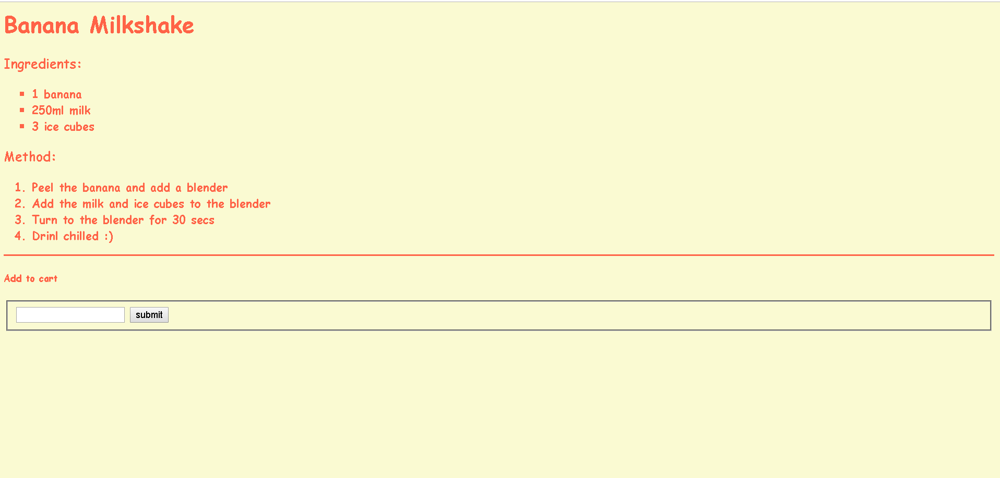 Banana Milkshake
Ingredients:
1 banana
250ml milk
3 ice cubes
Method:
1. Peel the banana and add a blender
2. Add the milk and ice cubes to the blender
3. Turn to the blender for 30 secs
4. Drinl chilled :)
Add to cart
submit